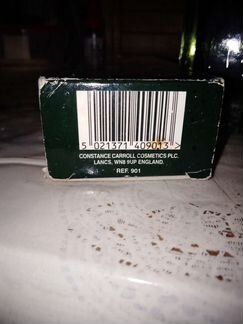 5 021371 409013 >
CONSTANCE CARROLL COSMETICS PLC.
LANCS, WN8 9UP ENGLAND.
REF. 901